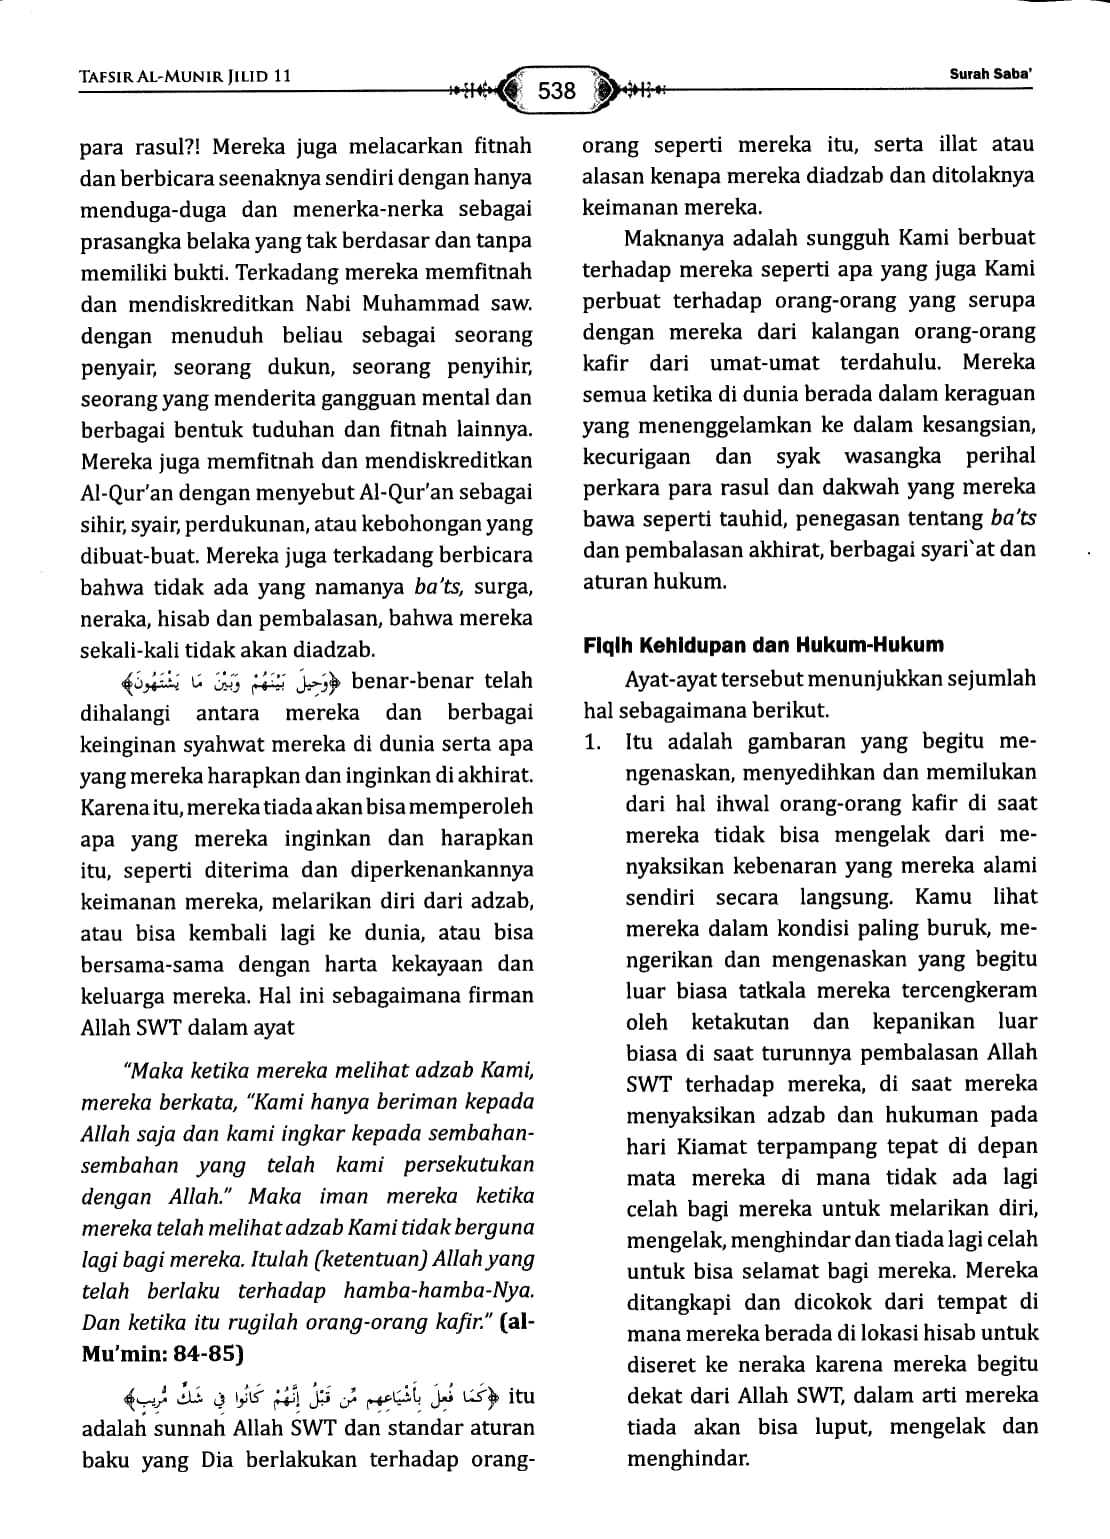 TAFSIR AL-MUNIR JILID 11
538
Surah Saba'
para rasul?! Mereka juga melacarkan fitnah
dan berbicara seenaknya sendiri dengan hanya
menduga-duga dan menerka-nerka sebagai
prasangka belaka yang tak berdasar dan tanpa
memiliki bukti. Terkadang mereka memfitnah
dan mendiskreditkan Nabi Muhammad saw.
dengan menuduh beliau sebagai seorang
penyair, seorang dukun, seorang penyihir,
seorang yang menderita gangguan mental dan
berbagai bentuk tuduhan dan fitnah lainnya.
Mereka juga memfitnah dan mendiskreditkan
Al-Qur'an dengan menyebut Al-Qur'an sebagai
sihir, syair, perdukunan, atau kebohongan yang
dibuat-buat. Mereka juga terkadang berbicara
bahwa tidak ada yang namanya ba'ts, surga,
neraka, hisab dan pembalasan, bahwa mereka
sekali-kali tidak akan diadzab.
﴿وَحِيلَ بَيْنَهُمْ وَبَيْنَ مَا يَشْتَهُونَ﴾ benar-benar telah
dihalangi antara mereka dan berbagai
keinginan syahwat mereka di dunia serta apa
yang mereka harapkan dan inginkan di akhirat.
Karena itu, mereka tiada akan bisa memperoleh
apa yang mereka inginkan dan harapkan
itu, seperti diterima dan diperkenankannya
keimanan mereka, melarikan diri dari adzab,
atau bisa kembali lagi ke dunia, atau bisa
bersama-sama dengan harta kekayaan dan
keluarga mereka. Hal ini sebagaimana firman
Allah SWT dalam ayat
"Maka ketika mereka melihat adzab Kami,
mereka berkata, "Kami hanya beriman kepada
Allah saja dan kami ingkar kepada sembahan-
sembahan yang telah kami persekutukan
dengan Allah." Maka iman mereka ketika
mereka telah melihat adzab Kami tidak berguna
lagi bagi mereka. Itulah (ketentuan) Allah yang
telah berlaku terhadap hamba-hamba-Nya.
Dan ketika itu rugilah orang-orang kafir." (al-
Mu'min: 84-85)
﴿كَمَا فُعِلَ بِأَشْيَاعِهِم مِّن قَبْلُ إِنَّهُمْ كَانُوا فِي شَكٍّ مُّرِيبٍ﴾ itu
adalah sunnah Allah SWT dan standar aturan
baku yang Dia berlakukan terhadap orang-
orang seperti mereka itu, serta illat atau
alasan kenapa mereka diadzab dan ditolaknya
keimanan mereka.
Maknanya adalah sungguh Kami berbuat
terhadap mereka seperti apa yang juga Kami
perbuat terhadap orang-orang yang serupa
dengan mereka dari kalangan orang-orang
kafir dari umat-umat terdahulu. Mereka
semua ketika di dunia berada dalam keraguan
yang menenggelamkan ke dalam kesangsian,
kecurigaan dan syak wasangka perihal
perkara para rasul dan dakwah yang mereka
bawa seperti tauhid, penegasan tentang ba'ts
dan pembalasan akhirat, berbagai syari`at dan
aturan hukum.
Fiqih Kehidupan dan Hukum-Hukum
Ayat-ayat tersebut menunjukkan sejumlah
hal sebagaimana berikut.
1. Itu adalah gambaran yang begitu me-
ngenaskan, menyedihkan dan memilukan
dari hal ihwal orang-orang kafir di saat
mereka tidak bisa mengelak dari me-
nyaksikan kebenaran yang mereka alami
sendiri secara langsung. Kamu lihat
mereka dalam kondisi paling buruk, me-
ngerikan dan mengenaskan yang begitu
luar biasa tatkala mereka tercengkeram
oleh ketakutan dan kepanikan luar
biasa di saat turunnya pembalasan Allah
SWT terhadap mereka, di saat mereka
menyaksikan adzab dan hukuman pada
hari Kiamat terpampang tepat di depan
mata mereka di mana tidak ada lagi
celah bagi mereka untuk melarikan diri,
mengelak, menghindar dan tiada lagi celah
untuk bisa selamat bagi mereka. Mereka
ditangkapi dan dicokok dari tempat di
mana mereka berada di lokasi hisab untuk
diseret ke neraka karena mereka begitu
dekat dari Allah SWT, dalam arti mereka
tiada akan bisa luput, mengelak dan
menghindar.